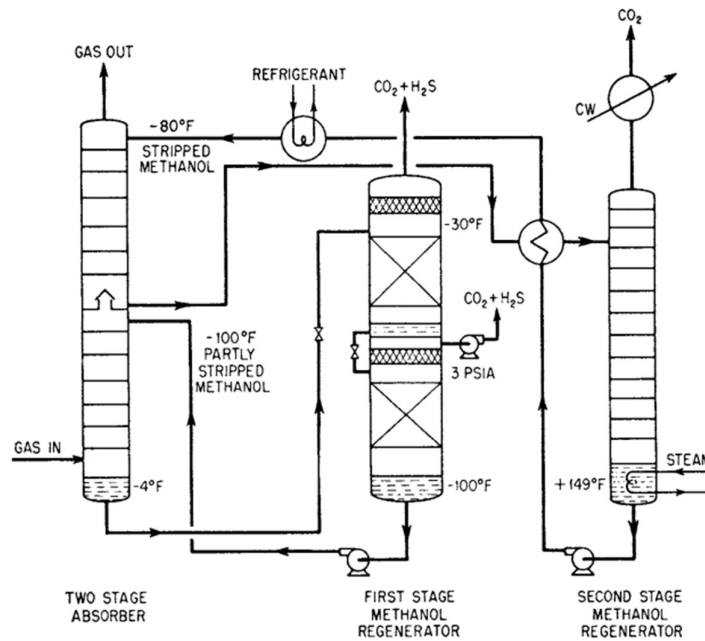 GAS OUT
REFRIGERANT
CO₂+H₂S
CO₂
CW
-80°F
STRIPPED
METHANOL
-30°F
CO₂+H₂S
-100°F
PARTLY
STRIPPED
METHANOL
3 PSIA
GAS IN
-4°F
-100°F
+149°F
STEAM
TWO STAGE
ABSORBER
FIRST STAGE
METHANOL
REGENERATOR
SECOND STAGE
METHANOL
REGENERATOR